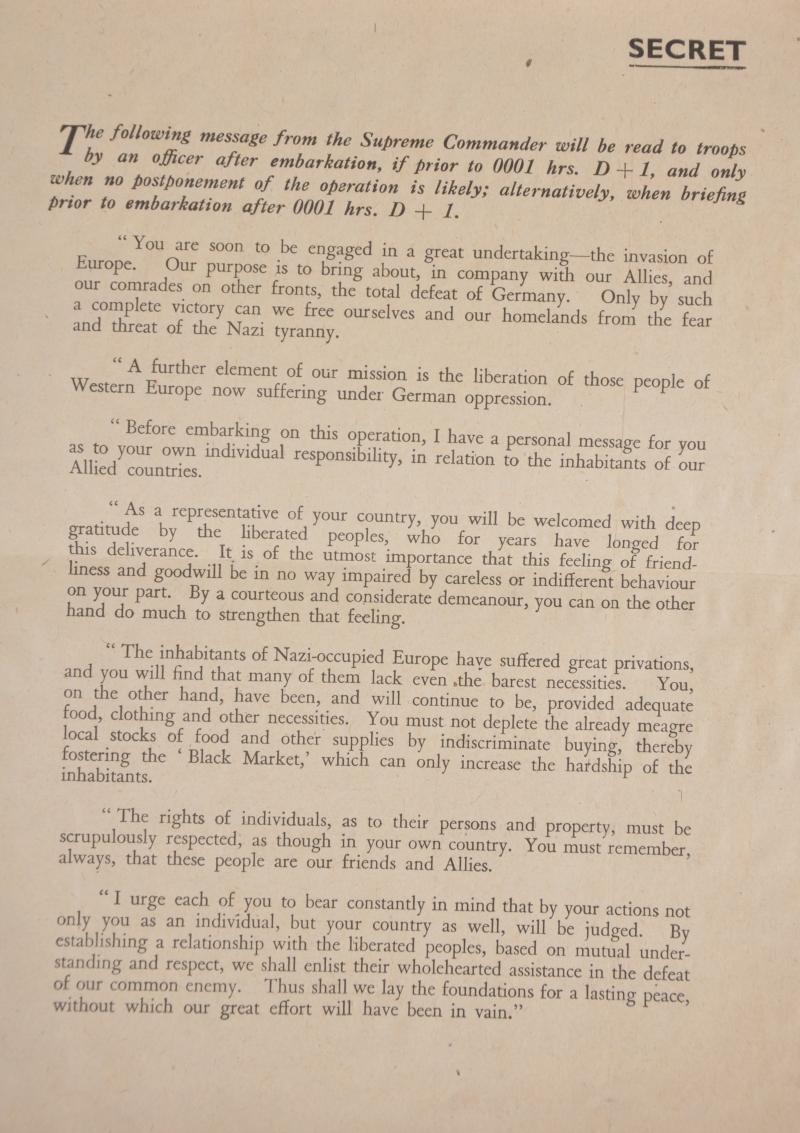 SECRET
The following message from the Supreme Commander will be read to troops
by an officer after embarkation, if prior to 0001 hrs. D + 1, and only
when no postponement of the operation is likely; alternatively, when briefing
prior to embarkation after 0001 hrs. D + 1.
“ You are soon to be engaged in a great undertaking—the invasion of
Europe. Our purpose is to bring about, in company with our Allies, and
our comrades on other fronts, the total defeat of Germany. Only by such
a complete victory can we free ourselves and our homelands from the fear
and threat of the Nazi tyranny.
“ A further element of our mission is the liberation of those people of
Western Europe now suffering under German oppression.
“ Before embarking on this operation, I have a personal message for you
as to your own individual responsibility, in relation to the inhabitants of our
Allied countries.
“ As a representative of your country, you will be welcomed with deep
gratitude by the liberated peoples, who for years have longed for
this deliverance. It is of the utmost importance that this feeling of friend-
liness and goodwill be in no way impaired by careless or indifferent behaviour
on your part. By a courteous and considerate demeanour, you can on the other
hand do much to strengthen that feeling.
“ The inhabitants of Nazi-occupied Europe have suffered great privations,
and you will find that many of them lack even the barest necessities. You,
on the other hand, have been, and will continue to be, provided adequate
food, clothing and other necessities. You must not deplete the already meagre
local stocks of food and other supplies by indiscriminate buying, thereby
fostering the ‘ Black Market,’ which can only increase the hardship of the
inhabitants.
“ The rights of individuals, as to their persons and property, must be
scrupulously respected, as though in your own country. You must remember,
always, that these people are our friends and Allies.
“ I urge each of you to bear constantly in mind that by your actions not
only you as an individual, but your country as well, will be judged. By
establishing a relationship with the liberated peoples, based on mutual under-
standing and respect, we shall enlist their wholehearted assistance in the defeat
of our common enemy. Thus shall we lay the foundations for a lasting peace,
without which our great effort will have been in vain.”